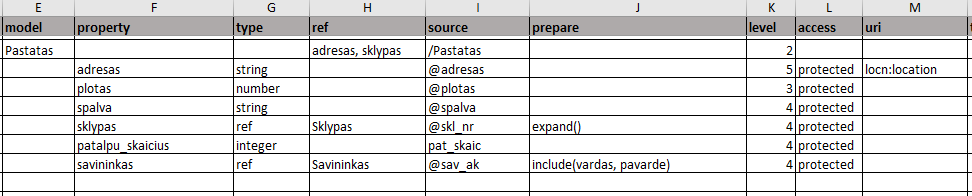 E F G H I J K L M
model property type ref source prepare level access uri
Pastatas adresas, sklypas /Pastatas 2
adresas string @adresas 5 protected locn:location
plotas number @plotas 3 protected
spalva string @spalva 4 protected
sklypas ref Sklypas @skl_nr expand() 4 protected
patalpu_skaicius integer pat_skaic 4 protected
savininkas ref Savininkas @sav_ak include(vardas, pavarde) 4 protected